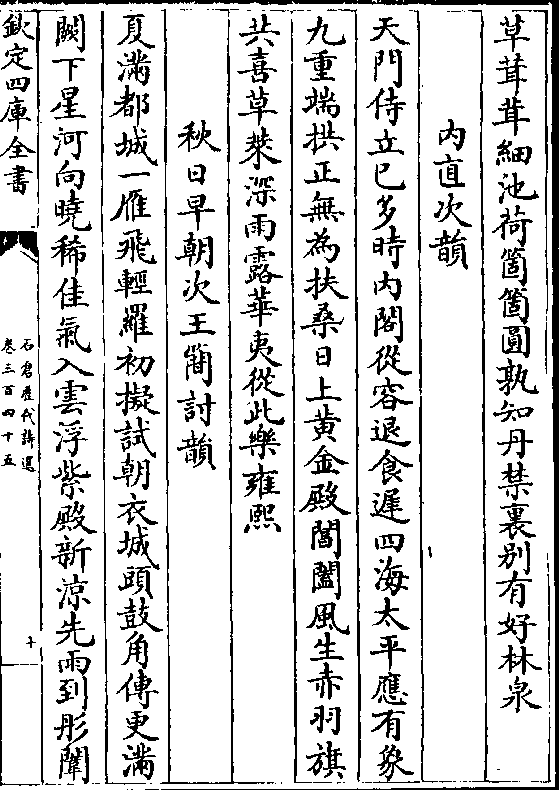 草茸茸細池荷箇箇圓孰知丹禁裏别有好林泉
内直次韻
天門侍立已多時内閣從容退食遲四海太平應有象
九重端拱正無為扶桑日上黄金殿閶闔風生赤羽旗
共喜草萊深雨露華夷從此樂雍熙
秋日早朝次王蕳討韻
夏滿都城一雁飛輕羅初擬試朝衣城頭鼓角傳更滿
闕下星河向曉稀佳氣入雲浮紫殿新涼先雨到彤闈
欽定四庫全書
石倉歷代詩選
卷三百四十五
十